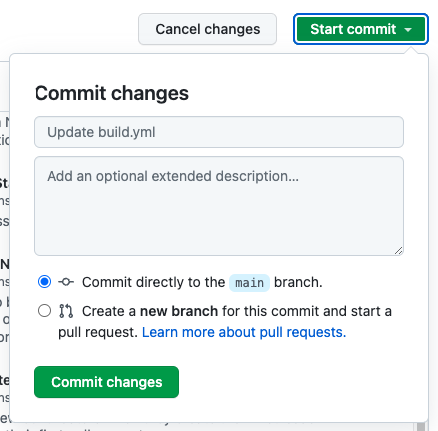 Cancel changes
Start commit
Commit changes
Update build.yml
Add an optional extended description...
Commit directly to the main branch.
Create a new branch for this commit and start a
pull request. Learn more about pull requests.
Commit changes